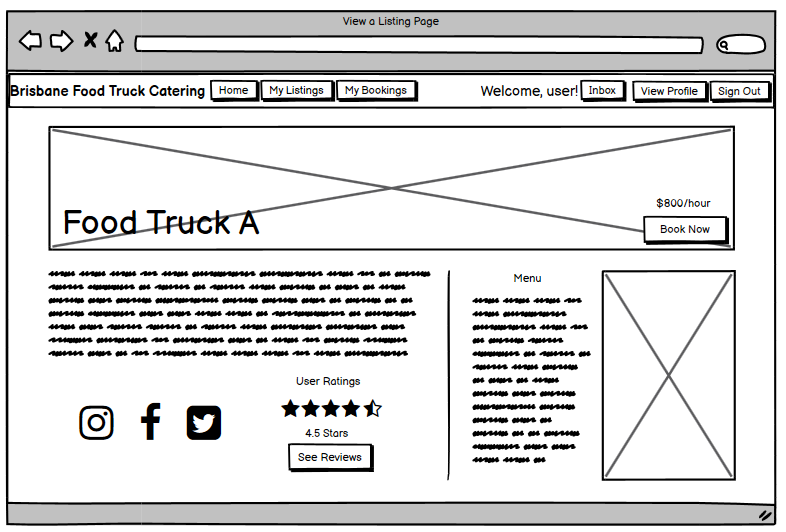 View a Listing Page
Brisbane Food Truck Catering Home My Listings My Bookings Welcome, user! Inbox View Profile Sign Out
$800/hour
Food Truck A
Book Now
Menu
User Ratings
4.5 Stars
See Reviews